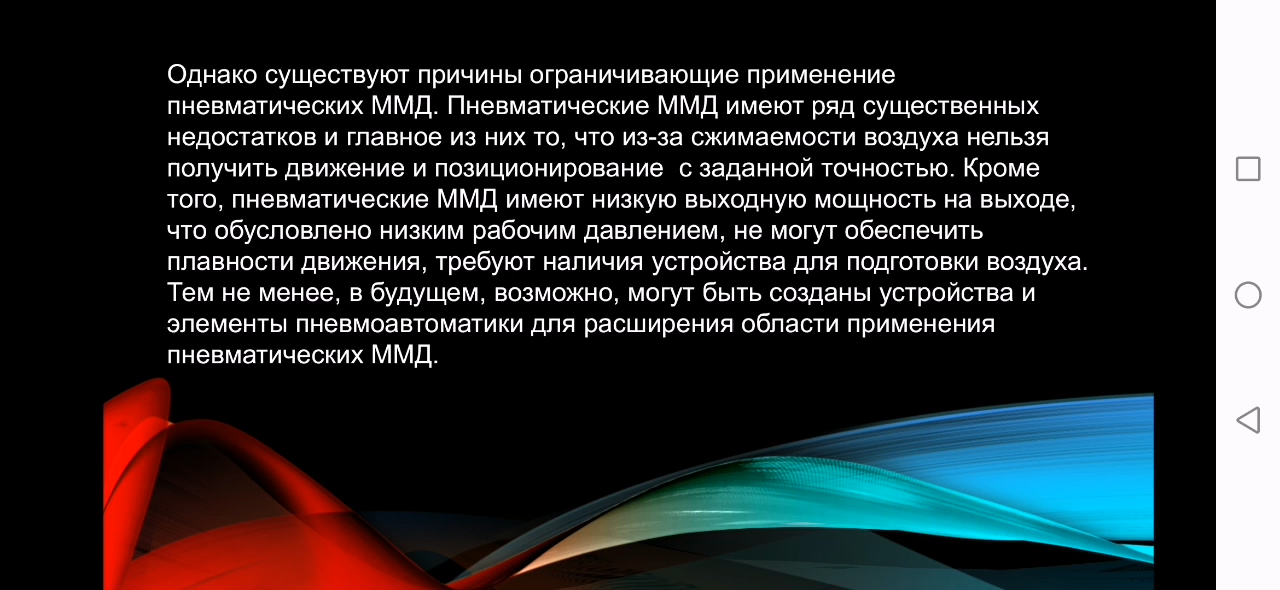 Однако существуют причины ограничивающие применение
пневматических ММД. Пневматические ММД имеют ряд существенных
недостатков и главное из них то, что из-за сжимаемости воздуха нельзя
получить движение и позиционирование  с заданной точностью. Кроме
того, пневматические ММД имеют низкую выходную мощность на выходе,
что обусловлено низким рабочим давлением, не могут обеспечить
плавности движения, требуют наличия устройства для подготовки воздуха.
Тем не менее, в будущем, возможно, могут быть созданы устройства и
элементы пневмоавтоматики для расширения области применения
пневматических ММД.